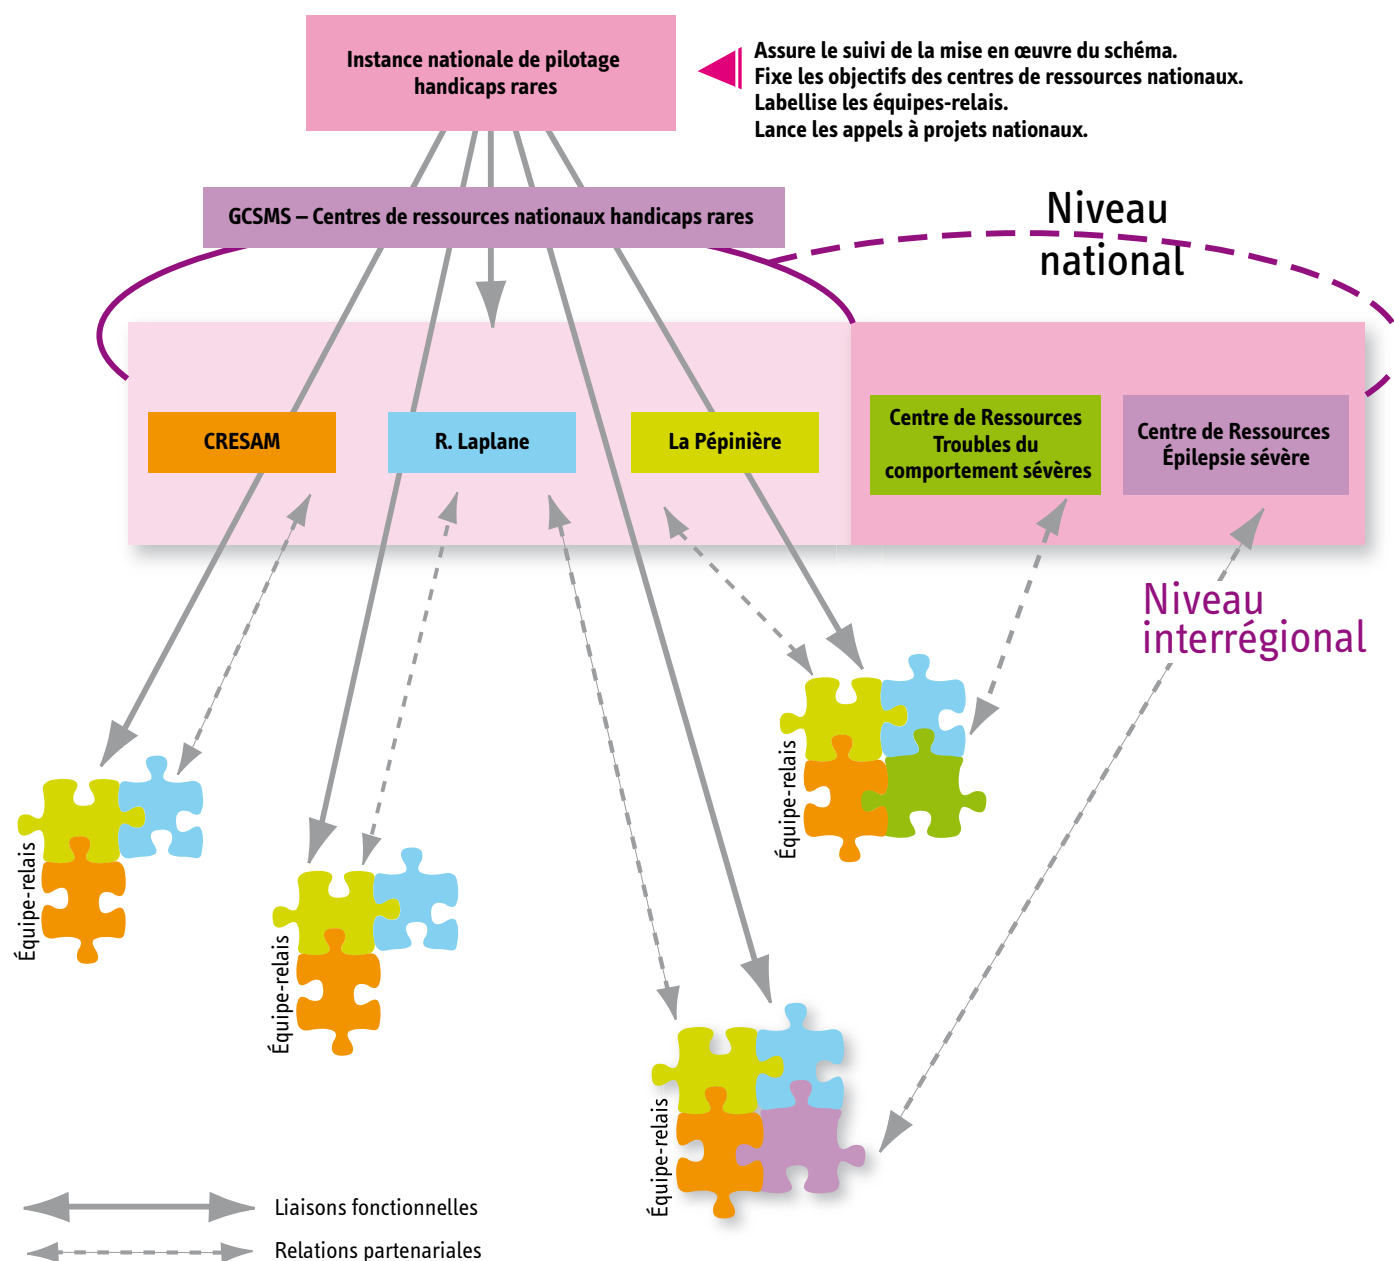 Instance nationale de pilotage
handicaps rares
Assure le suivi de la mise en œuvre du schéma.
Fixe les objectifs des centres de ressources nationaux.
Labellise les équipes-relais.
Lance les appels à projets nationaux.
GCSMS – Centres de ressources nationaux handicaps rares
Niveau
national
CRESAM
R. Laplane
La Pépinière
Centre de Ressources
Troubles du
comportement sévères
Centre de Ressources
Épilepsie sévère
Niveau
interrégional
Équipe-relais
Équipe-relais
Équipe-relais
Équipe-relais
Liaisons fonctionnelles
Relations partenariales